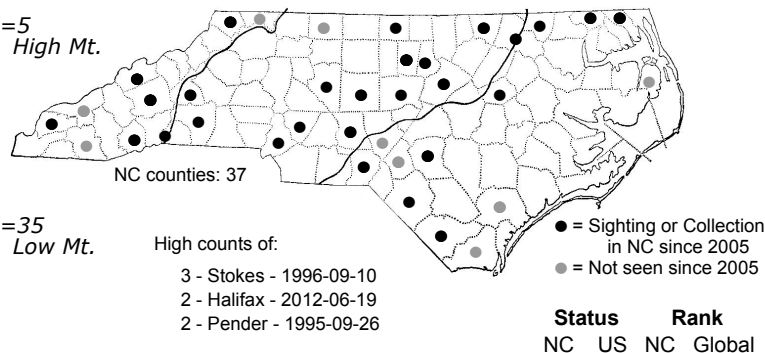 =5
High Mt.
NC counties: 37
=35
Low Mt.
High counts of:
3 - Stokes - 1996-09-10
2 - Halifax - 2012-06-19
2 - Pender - 1995-09-26
= Sighting or Collection
in NC since 2005
= Not seen since 2005
Status Rank
NC US NC Global